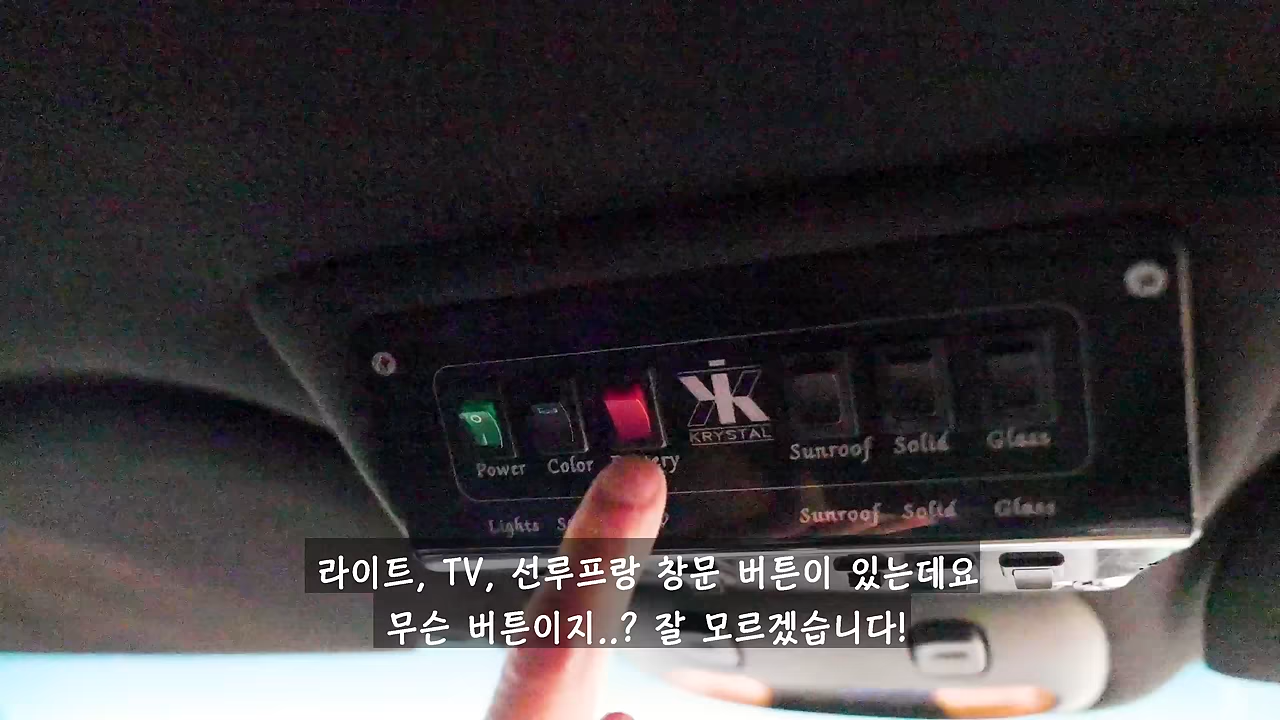 KRYSTAL
Power Color Sunroof Solid Glass
Lights Sunroof Solid Glass
라이트, TV, 선루프랑 창문 버튼이 있는데요
무슨 버튼이지..? 잘 모르겠습니다!